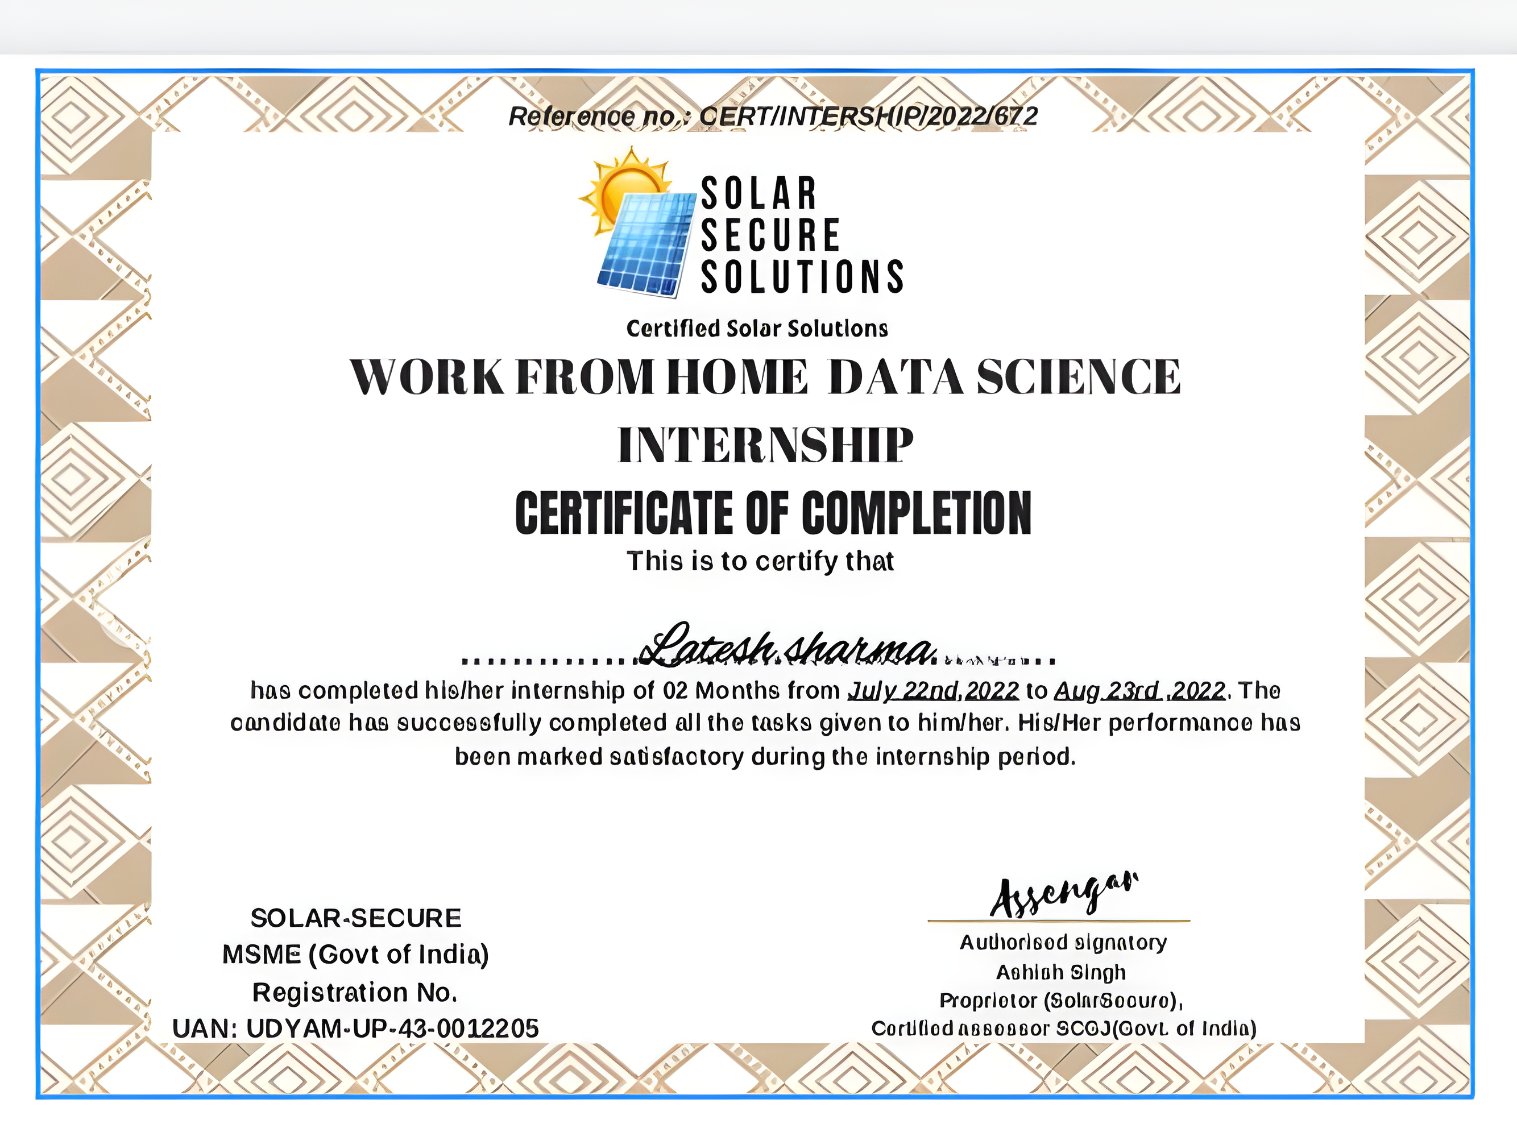 Reference no.: CERT/INTERSHIP/2022/672
SOLAR
SECURE
SOLUTIONS
Certified Solar Solutions
WORK FROM HOME DATA SCIENCE
INTERNSHIP
CERTIFICATE OF COMPLETION
This is to certify that
Latesh sharma
has completed his/her internship of 02 Months from July 22nd,2022 to Aug 23rd ,2022. The
candidate has successfully completed all the tasks given to him/her. His/Her performance has
been marked satisfactory during the internship period.
Assengar
SOLAR-SECURE
MSME (Govt of India)
Registration No.
UAN: UDYAM-UP-43-0012205
Authorised signatory
Ashish Singh
Proprietor (SolarSecure),
Certified assessor SCGJ(Govt. of India)